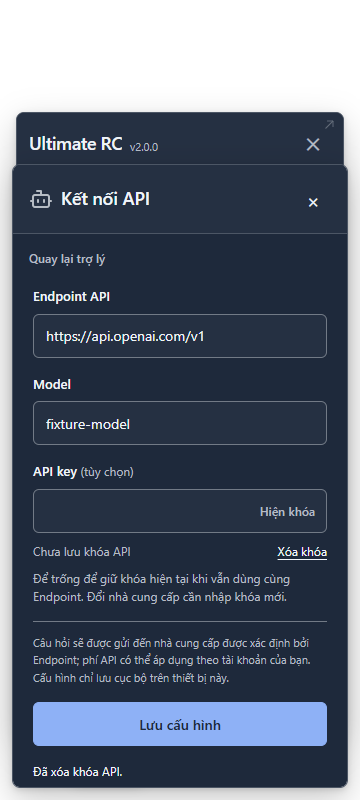 Ultimate RC v2.0.0
Kết nối API
Quay lại trợ lý
Endpoint API
https://api.openai.com/v1
Model
fixture-model
API key (tùy chọn)
Hiện khóa
Chưa lưu khóa API Xóa khóa
Để trống để giữ khóa hiện tại khi vẫn dùng cùng
Endpoint. Đổi nhà cung cấp cần nhập khóa mới.
Câu hỏi sẽ được gửi đến nhà cung cấp được xác định bởi
Endpoint; phí API có thể áp dụng theo tài khoản của bạn.
Cấu hình chỉ lưu cục bộ trên thiết bị này.
Lưu cấu hình
Đã xóa khóa API.